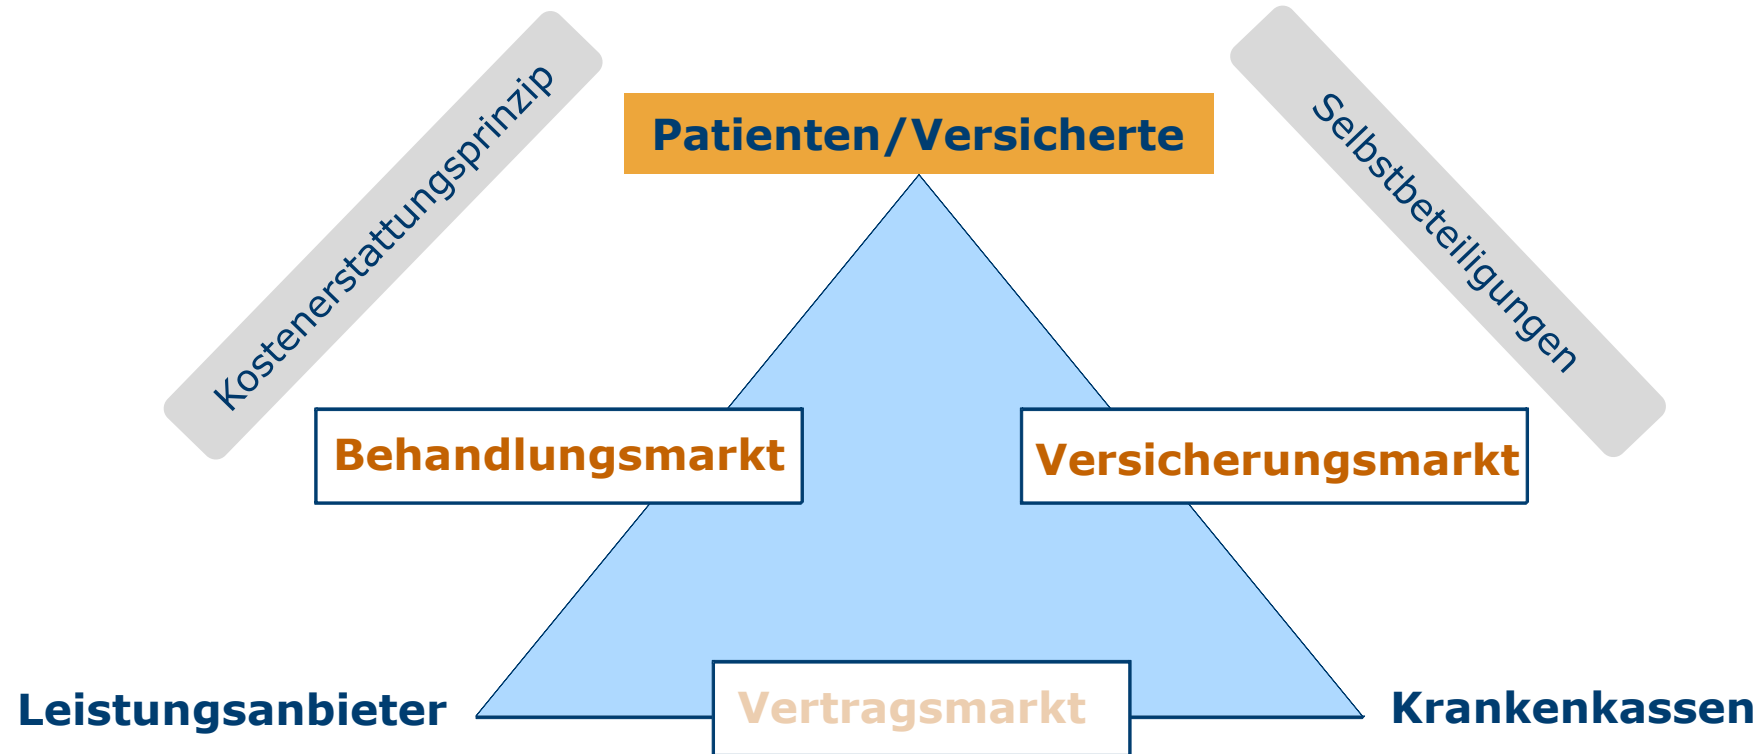 Kostenerstattungsprinzip
Patienten/Versicherte
Selbstbeteiligungen
Behandlungsmarkt
Versicherungsmarkt
Leistungsanbieter
Vertragsmarkt
Krankenkassen